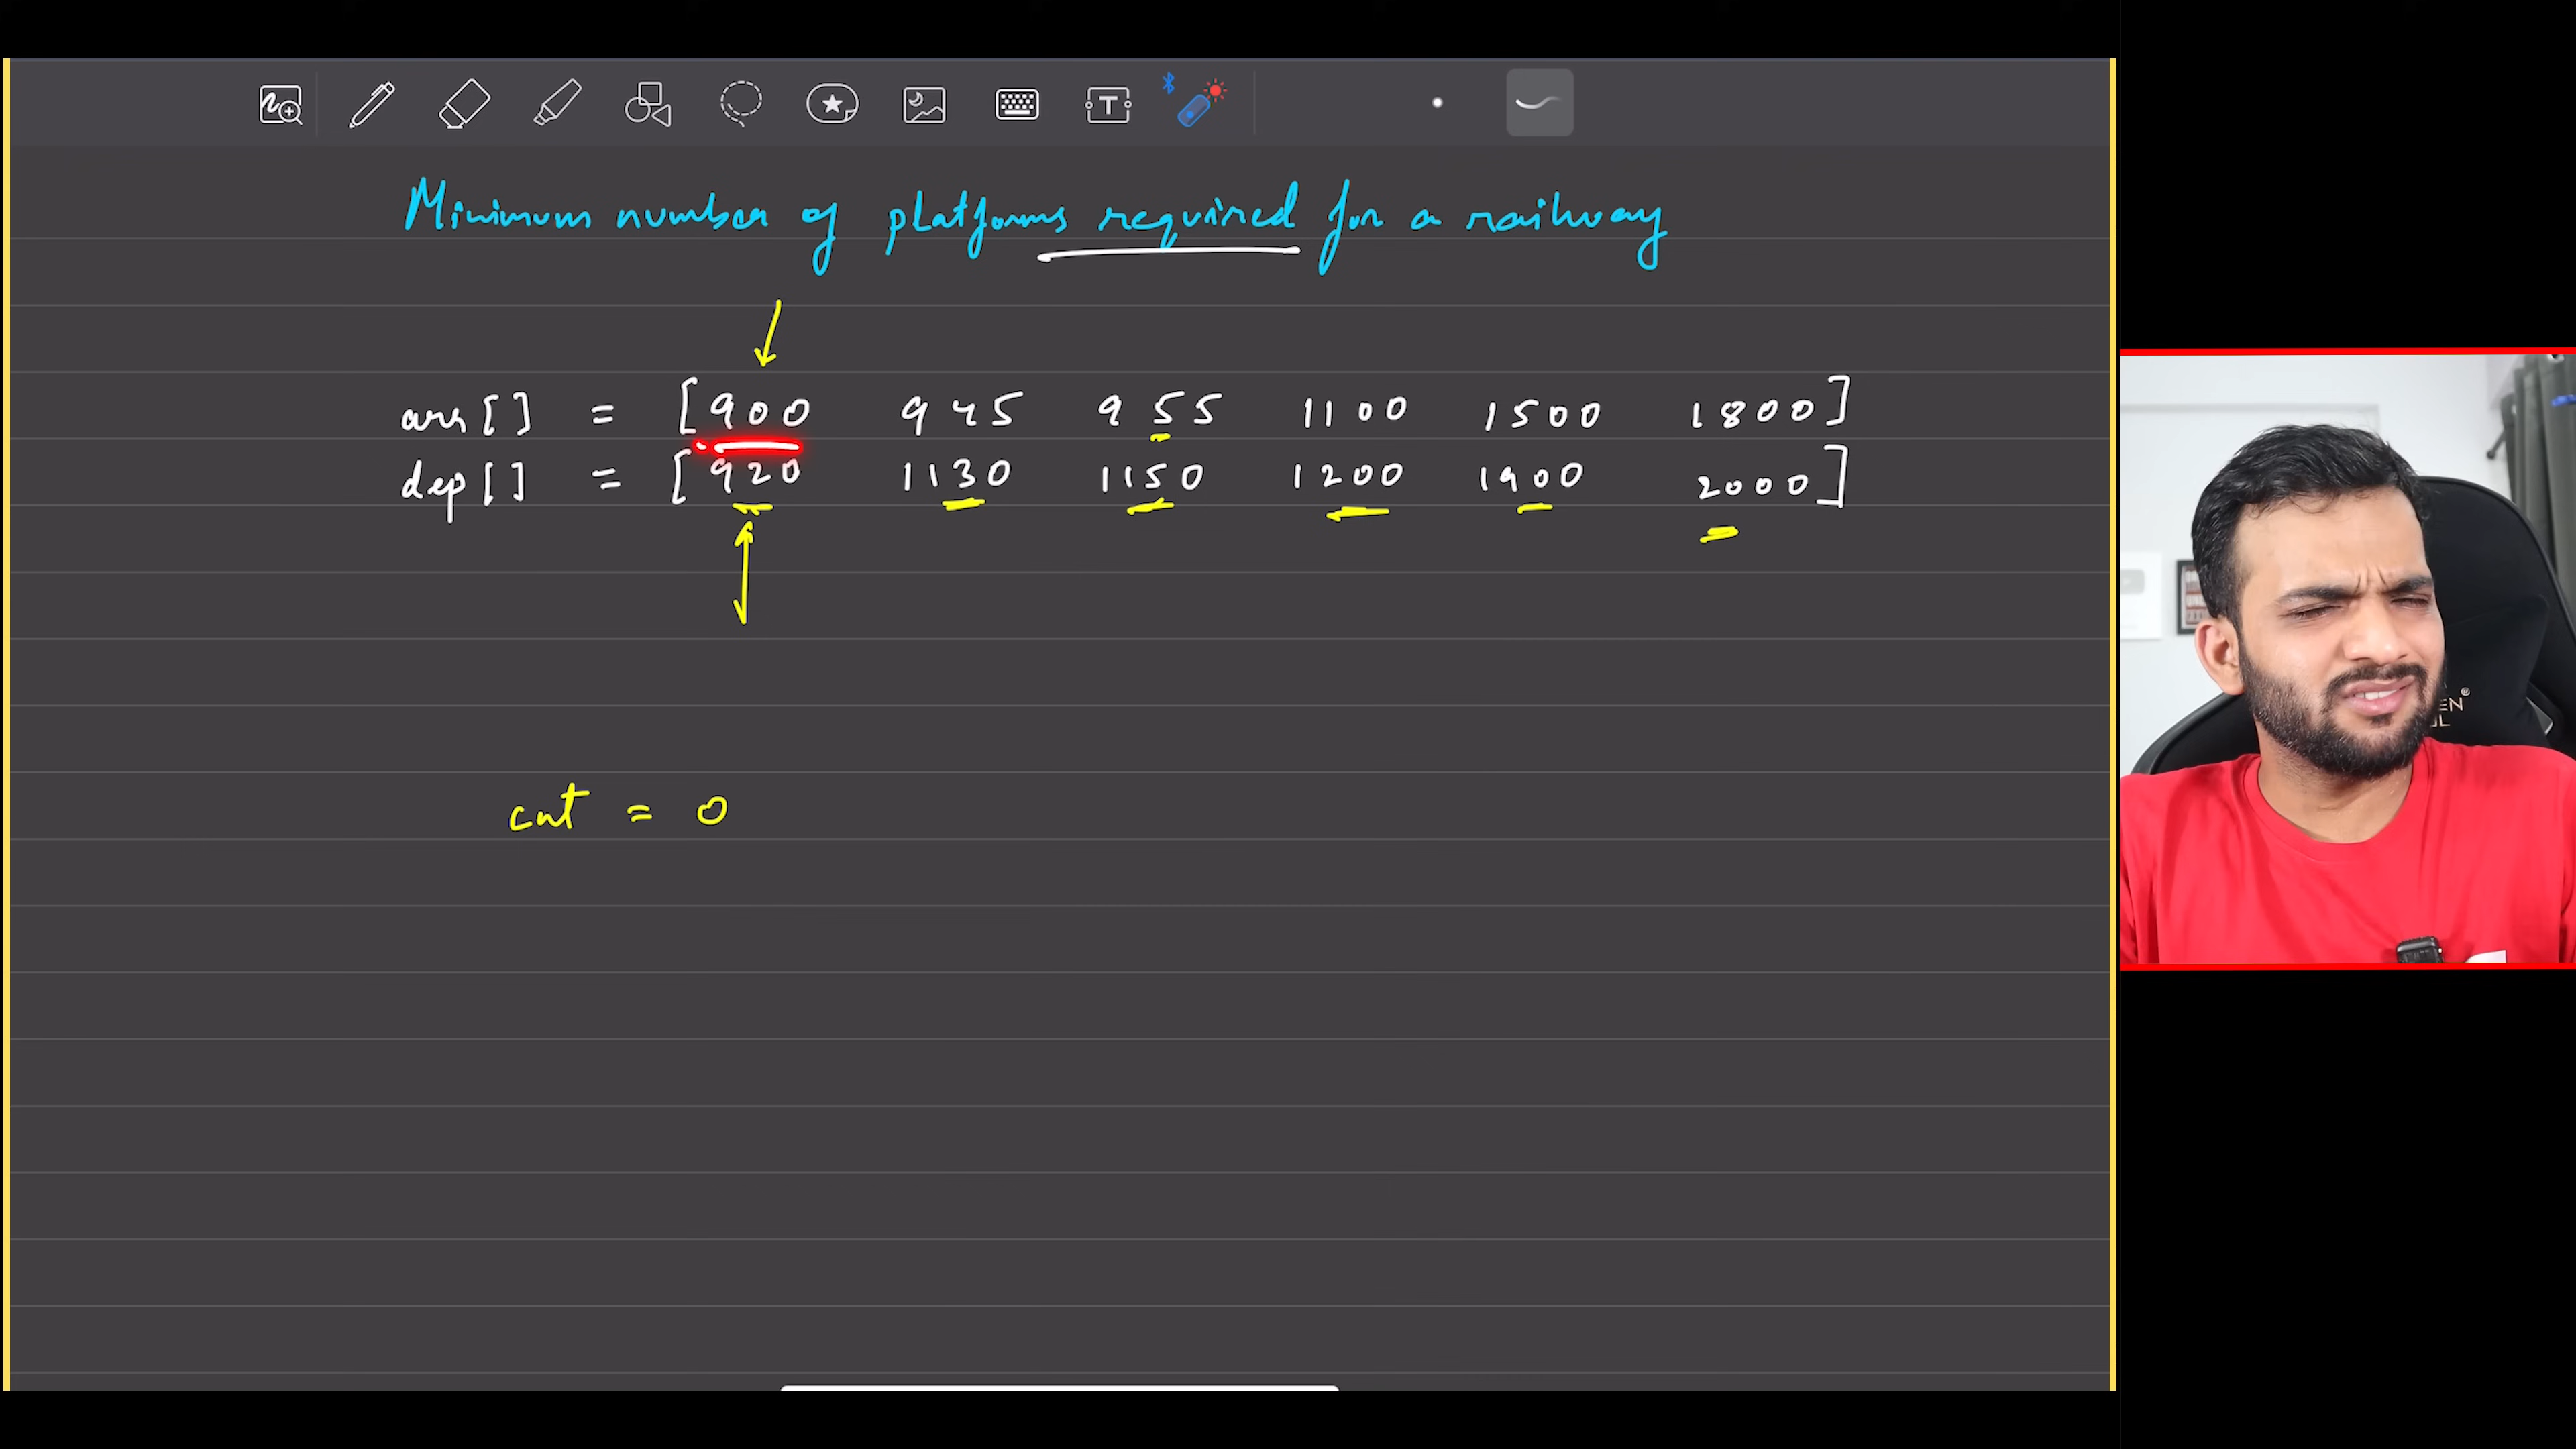 Minimum number of platforms required for a railway
arr[] = [900 945 955 1100 1500 1800]
dep[] = [920 1130 1150 1200 1900 2000]
cnt = 0